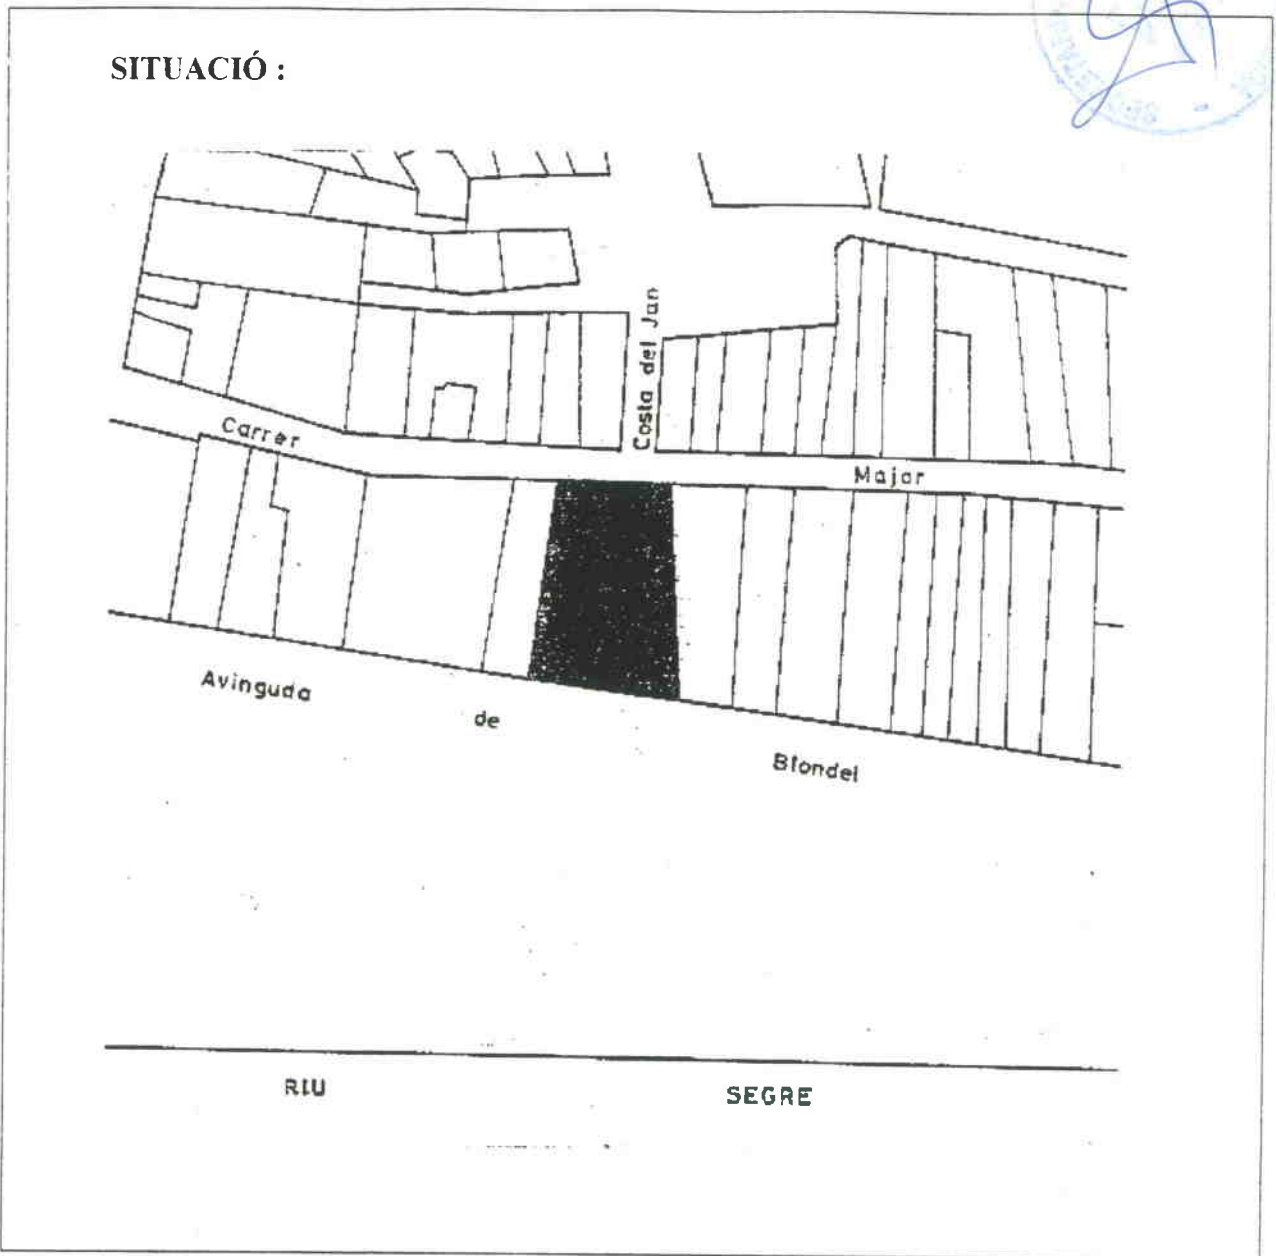 SITUACIÓ :
Costa del Jan
Carrer
Major
Avinguda
de
Blondel
RIU
SEGRE